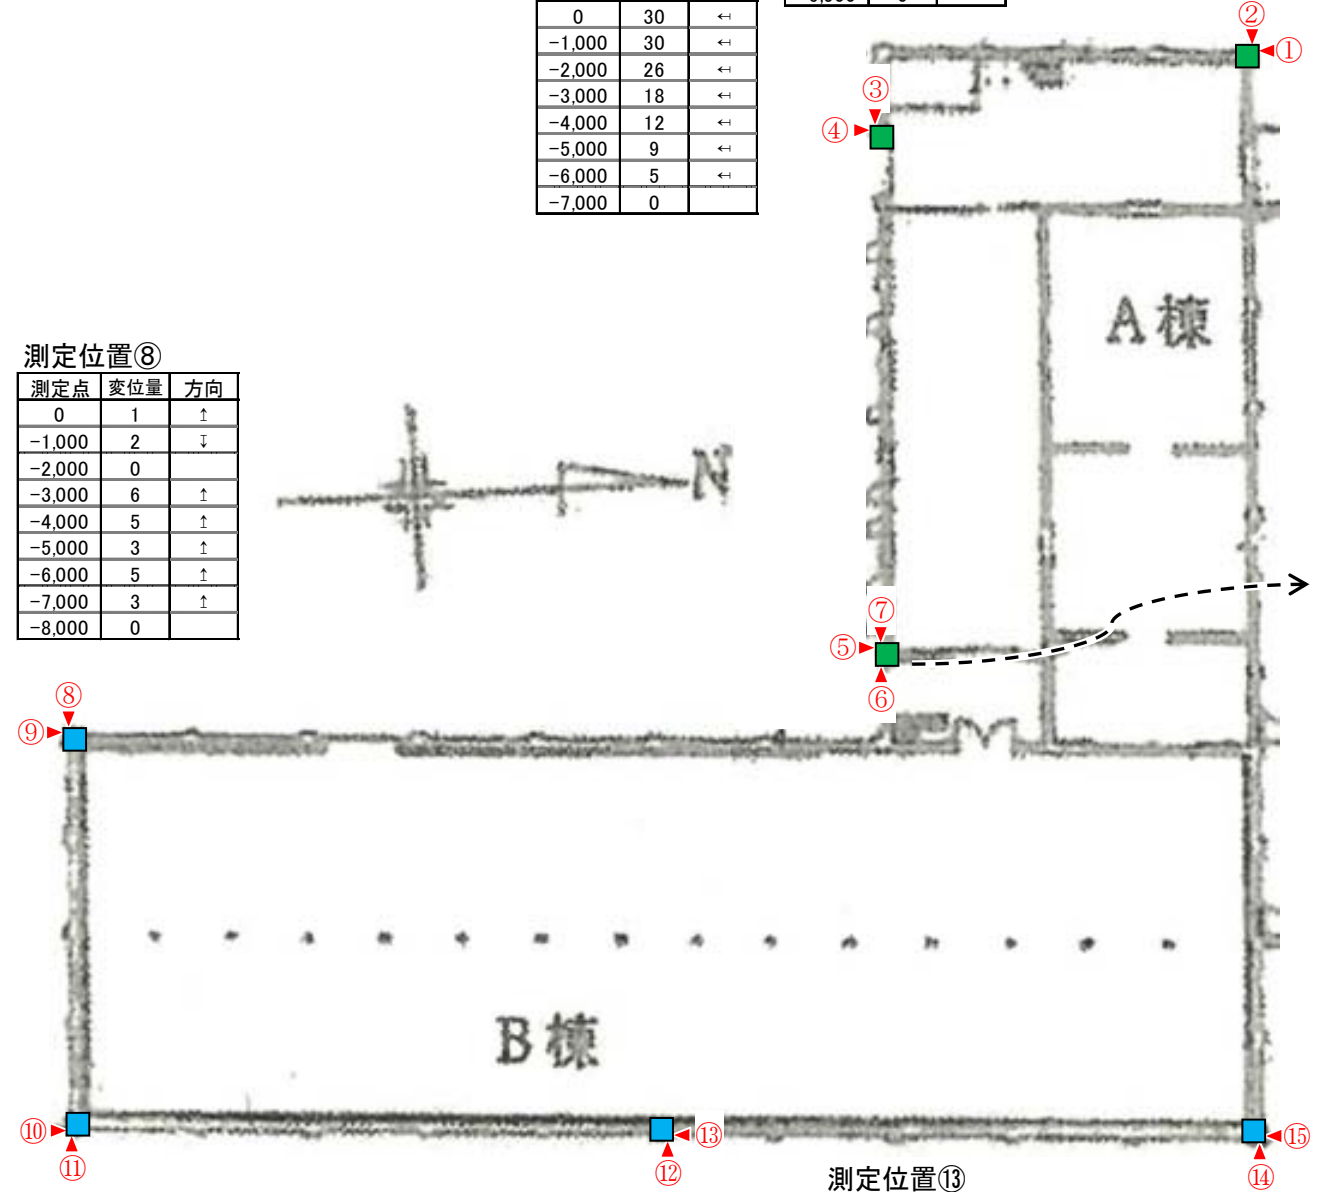 0 30 ↤
-1,000 30 ↤
-2,000 26 ↤
-3,000 18 ↤
-4,000 12 ↤
-5,000 9 ↤
-6,000 5 ↤
-7,000 0
②
①
③
④
A棟
測定位置⑧
測定点 変位量 方向
0 1 ↥
-1,000 2 ↧
-2,000 0
-3,000 6 ↥
-4,000 5 ↥
-5,000 3 ↥
-6,000 5 ↥
-7,000 3 ↥
-8,000 0
N
⑦
⑤
⑥
⑧
⑨
B棟
⑩
⑪
⑬
⑫
⑮
⑭
測定位置⑬